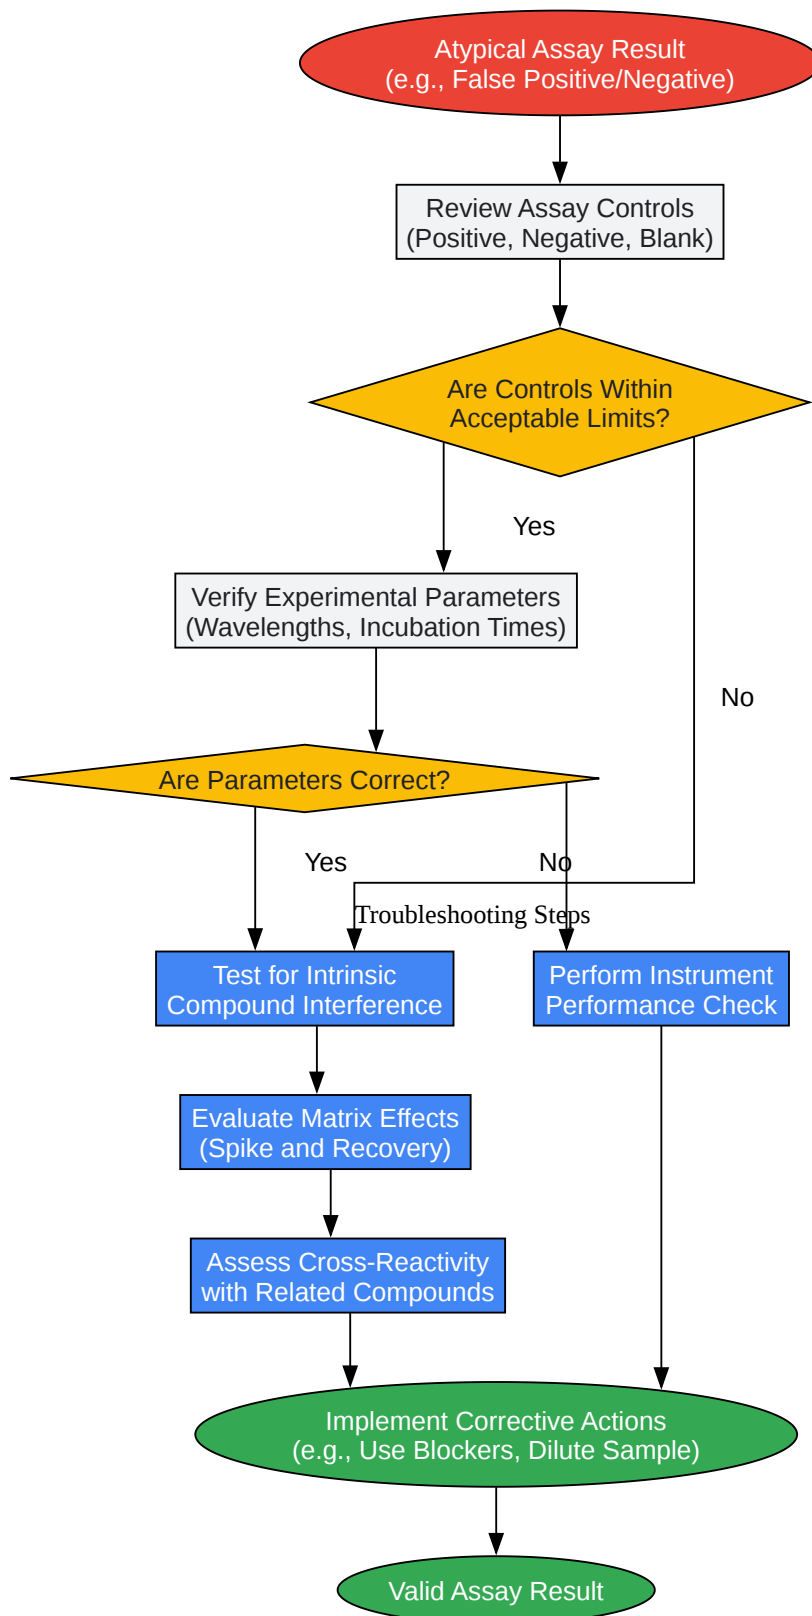 Atypical Assay Result
(e.g., False Positive/Negative)
Review Assay Controls
(Positive, Negative, Blank)
Are Controls Within
Acceptable Limits?
Yes
Verify Experimental Parameters
(Wavelengths, Incubation Times)
No
Are Parameters Correct?
Yes
No
Troubleshooting Steps
Test for Intrinsic
Compound Interference
Perform Instrument
Performance Check
Evaluate Matrix Effects
(Spike and Recovery)
Assess Cross-Reactivity
with Related Compounds
Implement Corrective Actions
(e.g., Use Blockers, Dilute Sample)
Valid Assay Result